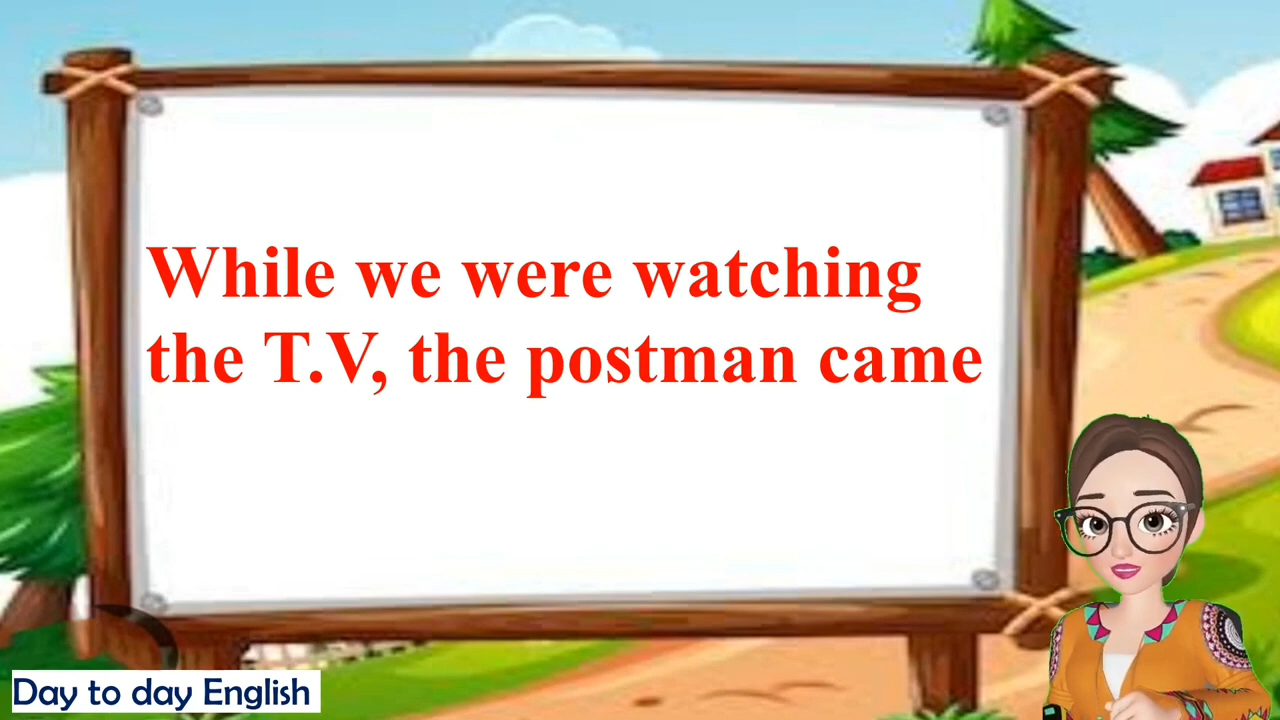 While we were watching
the T.V, the postman came
Day to day English